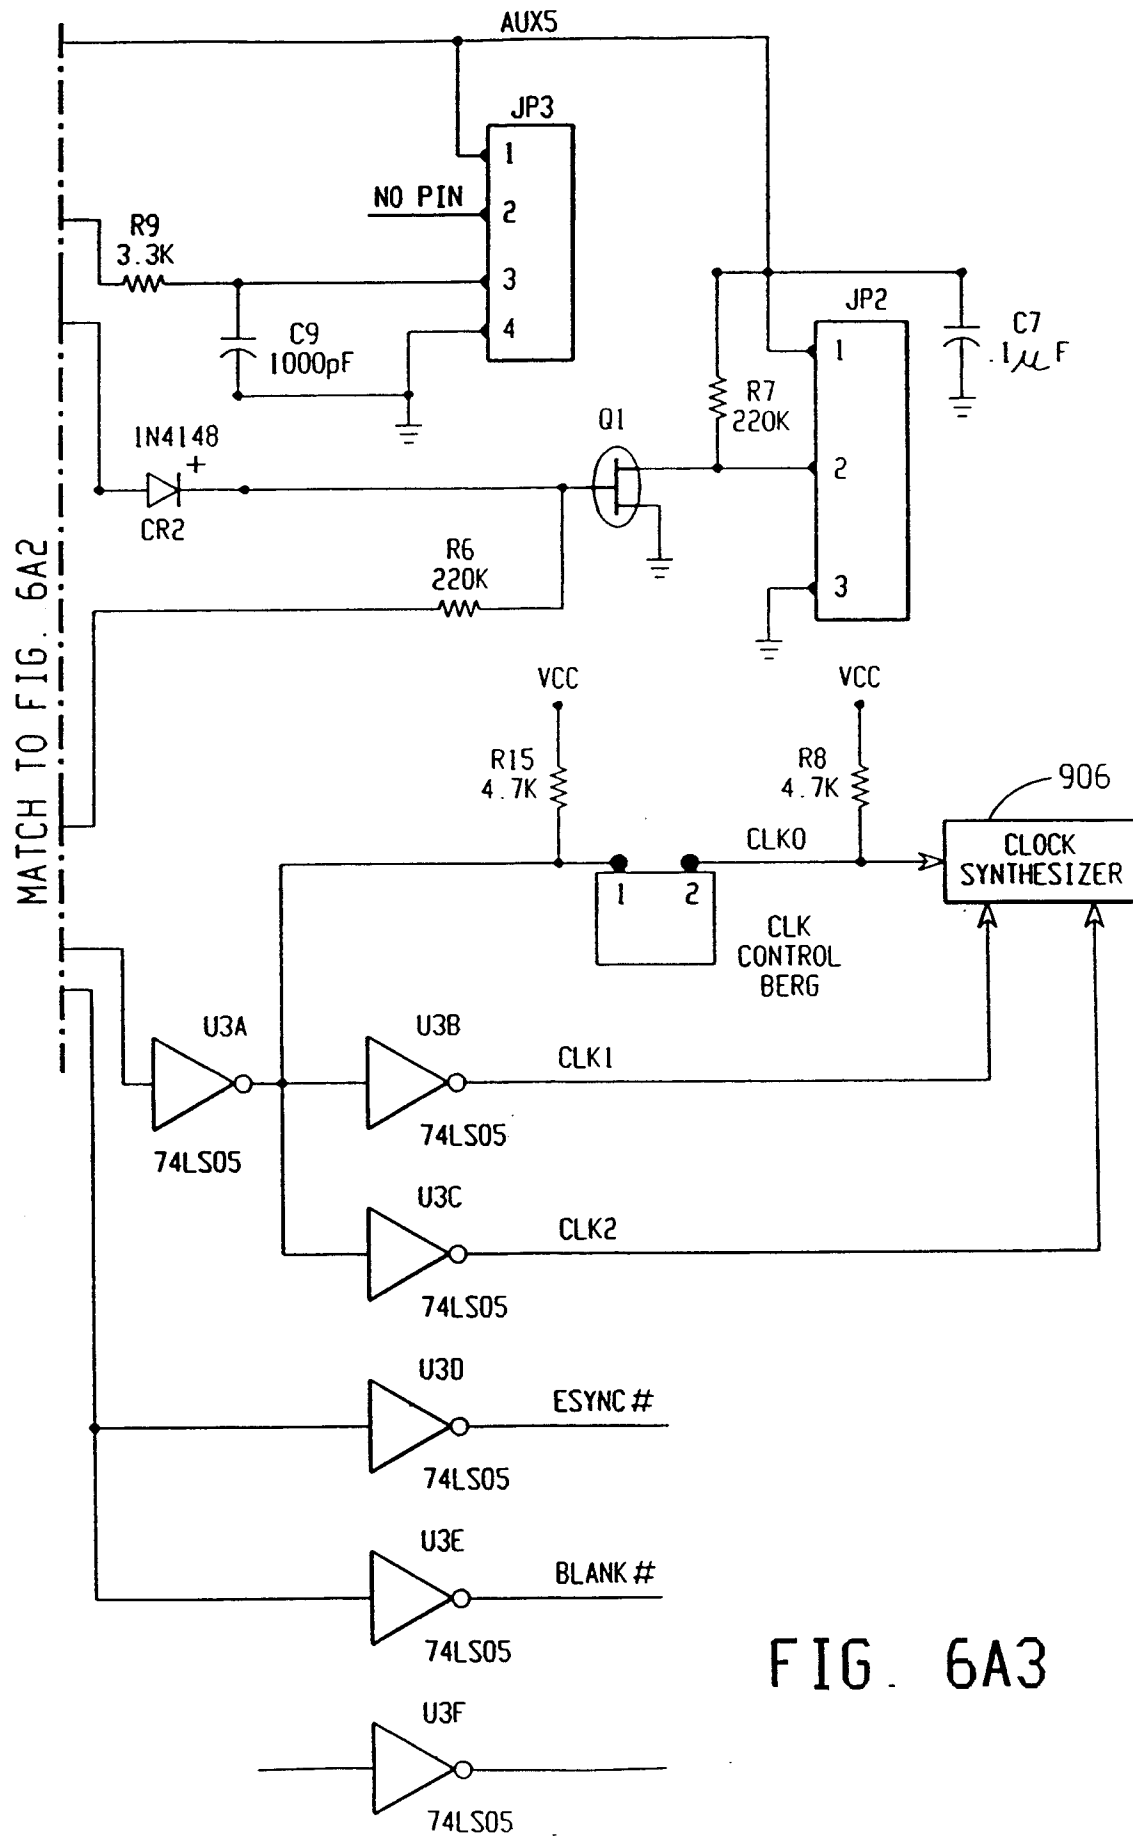 AUX5
JP3
1
NO PIN
2
R9
3.3K
3
4
C9
1000pF
JP2
C7
.1μF
1
R7
220K
Q1
1N4148
+
2
CR2
R6
220K
3
MATCH TO FIG. 6A2
VCC
VCC
R15
4.7K
R8
4.7K
906
CLK0
CLOCK
SYNTHESIZER
1 2
CLK
CONTROL
BERG
U3A
U3B
CLK1
74LS05
74LS05
U3C
CLK2
74LS05
U3D
ESYNC#
74LS05
U3E
BLANK#
74LS05
FIG. 6A3
U3F
74LS05